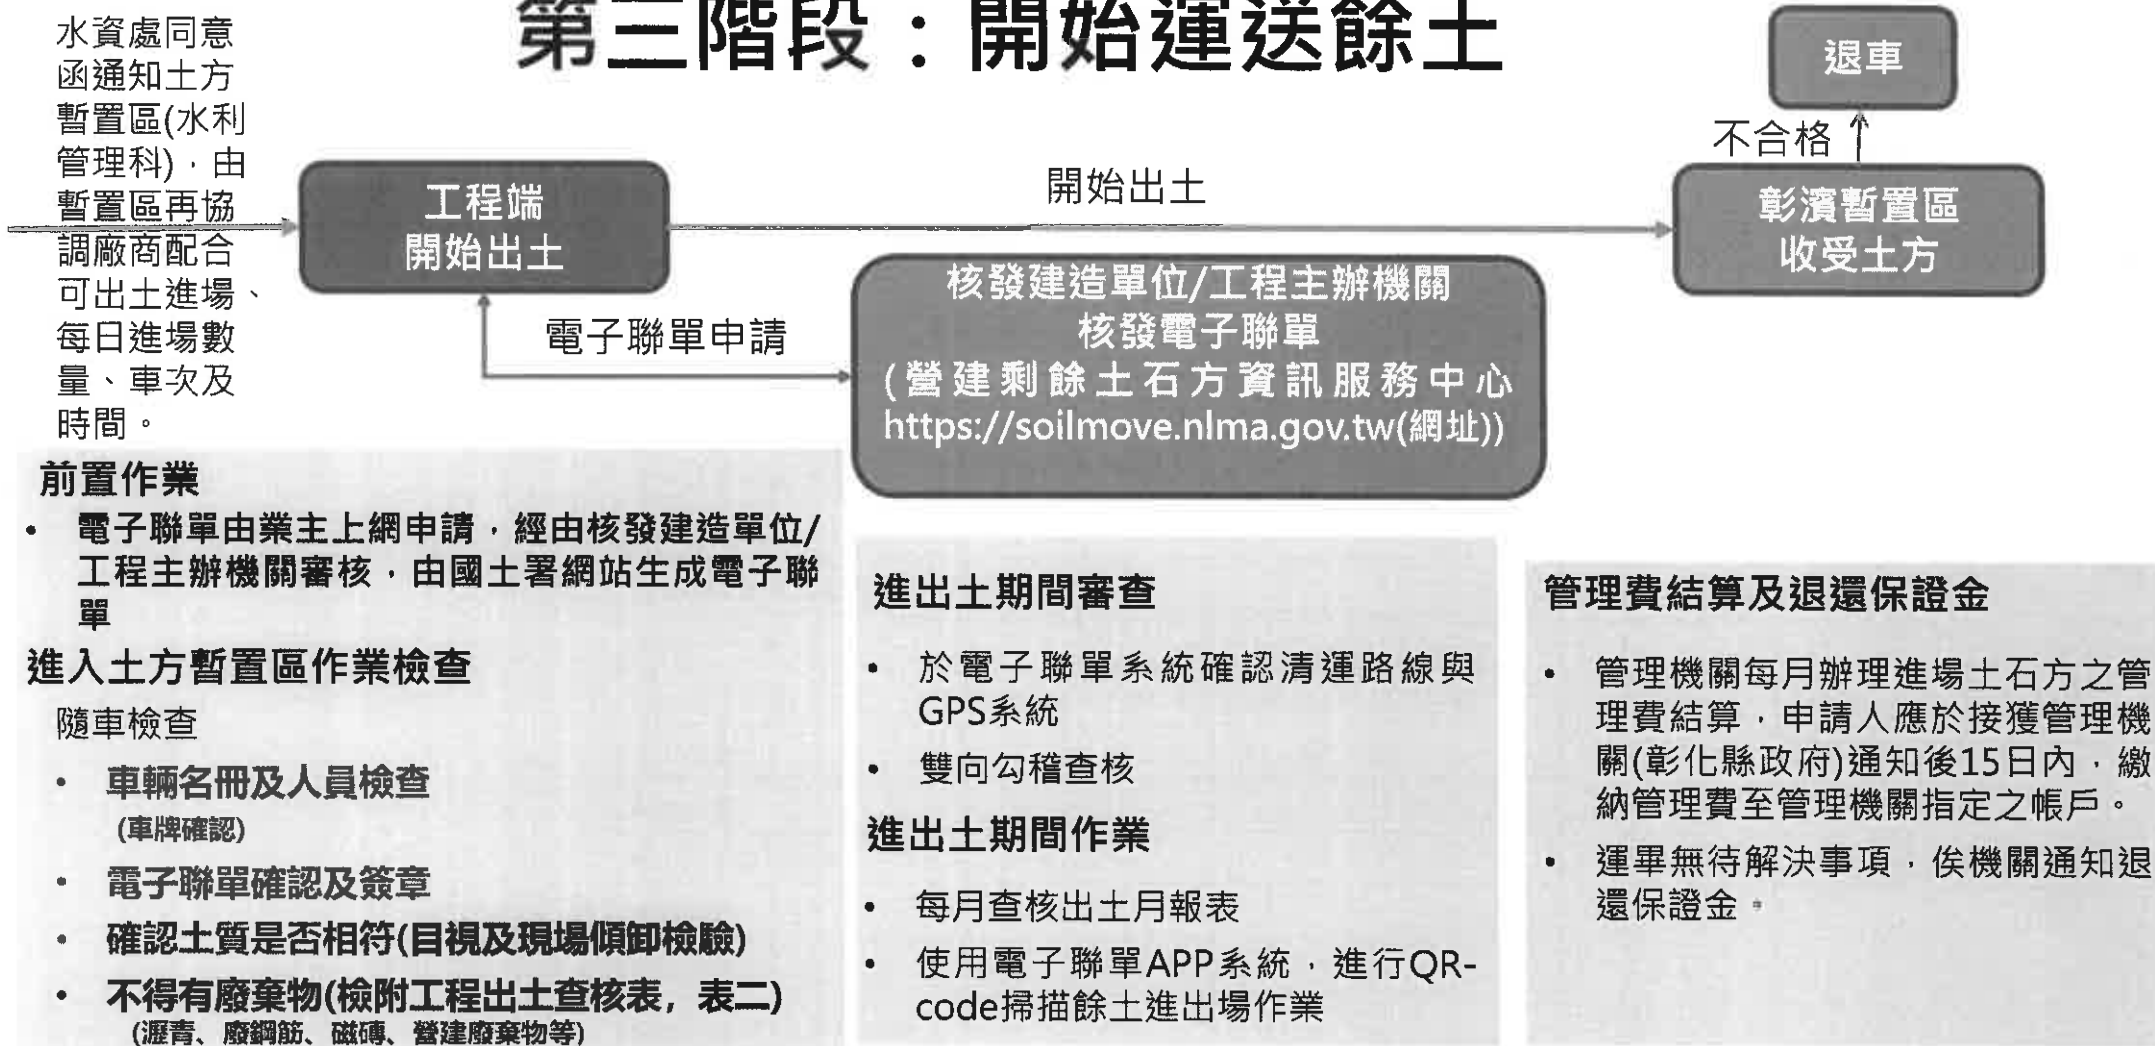 第三階段：開始運送餘土
水資處同意
函通知土方
暫置區(水利
管理科)，由
暫置區再協
調廠商配合
可出土進場、
每日進場數
量、車次及
時間。
工程端
開始出土
開始出土
退車
不合格
彰濱暫置區
收受土方
電子聯單申請
核發建造單位/工程主辦機關
核發電子聯單
(營建剩餘土石方資訊服務中心
https://soilmove.nlma.gov.tw(網址))
前置作業
• 電子聯單由業主上網申請，經由核發建造單位/
工程主辦機關審核，由國土署網站生成電子聯
單
進入土方暫置區作業檢查
隨車檢查
• 車輛名冊及人員檢查
(車牌確認)
• 電子聯單確認及簽章
• 確認土質是否相符(目視及現場傾卸檢驗)
• 不得有廢棄物(檢附工程出土查核表，表二)
(瀝青、廢鋼筋、磁磚、營建廢棄物等)
進出土期間審查
• 於電子聯單系統確認清運路線與
GPS系統
• 雙向勾稽查核
進出土期間作業
• 每月查核出土月報表
• 使用電子聯單APP系統，進行QR-
code掃描餘土進出場作業
管理費結算及退還保證金
• 管理機關每月辦理進場土石方之管
理費結算，申請人應於接獲管理機
關(彰化縣政府)通知後15日內，繳
納管理費至管理機關指定之帳戶。
• 運畢無待解決事項，俟機關通知退
還保證金。